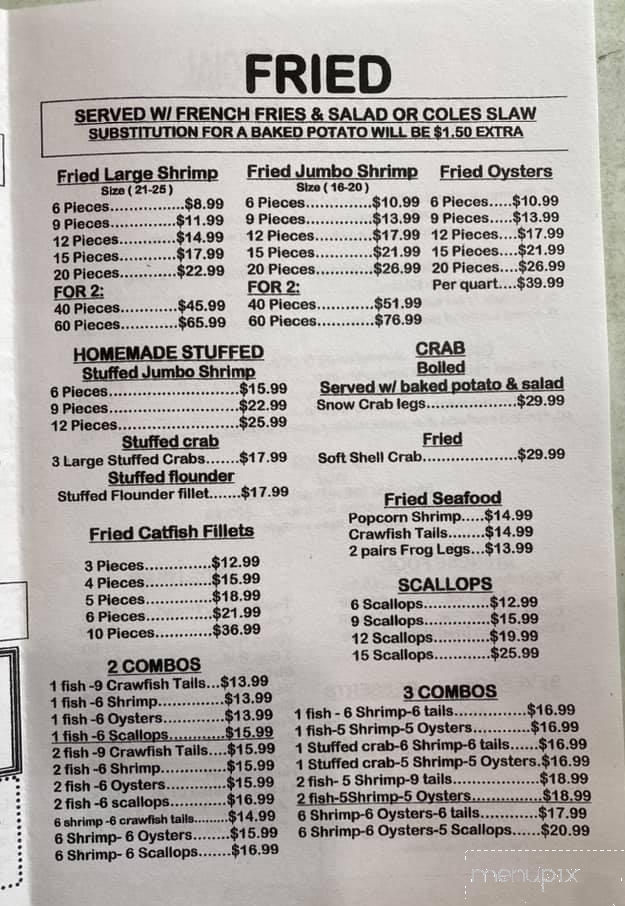 FRIED
SERVED W/ FRENCH FRIES & SALAD OR COLES SLAW
SUBSTITUTION FOR A BAKED POTATO WILL BE $1.50 EXTRA
Fried Large Shrimp
Size ( 21-25 )
6 Pieces...............$8.99
9 Pieces.............$11.99
12 Pieces...........$14.99
15 Pieces...........$17.99
20 Pieces...........$22.99
FOR 2:
40 Pieces............$45.99
60 Pieces............$65.99
Fried Jumbo Shrimp
Size ( 16-20 )
6 Pieces..............$10.99
9 Pieces..............$13.99
12 Pieces............$17.99
15 Pieces............$21.99
20 Pieces............$26.99
FOR 2:
40 Pieces............$51.99
60 Pieces............$76.99
Fried Oysters
6 Pieces.....$10.99
9 Pieces.....$13.99
12 Pieces....$17.99
15 Pieces....$21.99
20 Pieces....$26.99
Per quart....$39.99
HOMEMADE STUFFED
Stuffed Jumbo Shrimp
6 Pieces...........................$15.99
9 Pieces...........................$22.99
12 Pieces.........................$25.99
Stuffed crab
3 Large Stuffed Crabs.......$17.99
Stuffed flounder
Stuffed Flounder fillet.......$17.99
CRAB
Boiled
Served w/ baked potato & salad
Snow Crab legs...................$29.99
Fried
Soft Shell Crab....................$29.99
Fried Catfish Fillets
3 Pieces..............$12.99
4 Pieces..............$15.99
5 Pieces..............$18.99
6 Pieces..............$21.99
10 Pieces............$36.99
Fried Seafood
Popcorn Shrimp.....$14.99
Crawfish Tails........$14.99
2 pairs Frog Legs...$13.99
SCALLOPS
6 Scallops..............$12.99
9 Scallops..............$15.99
12 Scallops............$19.99
15 Scallops............$25.99
2 COMBOS
1 fish -9 Crawfish Tails...$13.99
1 fish -6 Shrimp..............$13.99
1 fish -6 Oysters.............$13.99
1 fish -6 Scallops............$15.99
2 fish -9 Crawfish Tails....$15.99
2 fish -6 Shrimp..............$15.99
2 fish -6 Oysters.............$15.99
2 fish -6 scallops............$16.99
6 shrimp -6 crawfish tails.........$14.99
6 Shrimp- 6 Oysters........$15.99
6 Shrimp- 6 Scallops.......$16.99
3 COMBOS
1 fish - 6 Shrimp-6 tails...............$16.99
1 fish-5 Shrimp-5 Oysters............$16.99
1 Stuffed crab-6 Shrimp-6 tails.....$16.99
1 Stuffed crab-5 Shrimp-5 Oysters.$16.99
2 fish- 5 Shrimp-9 tails.................$18.99
2 fish-5Shrimp-5 Oysters..............$18.99
6 Shrimp-6 Oysters-6 tails............$17.99
6 Shrimp-6 Oysters-5 Scallops......$20.99
menupix